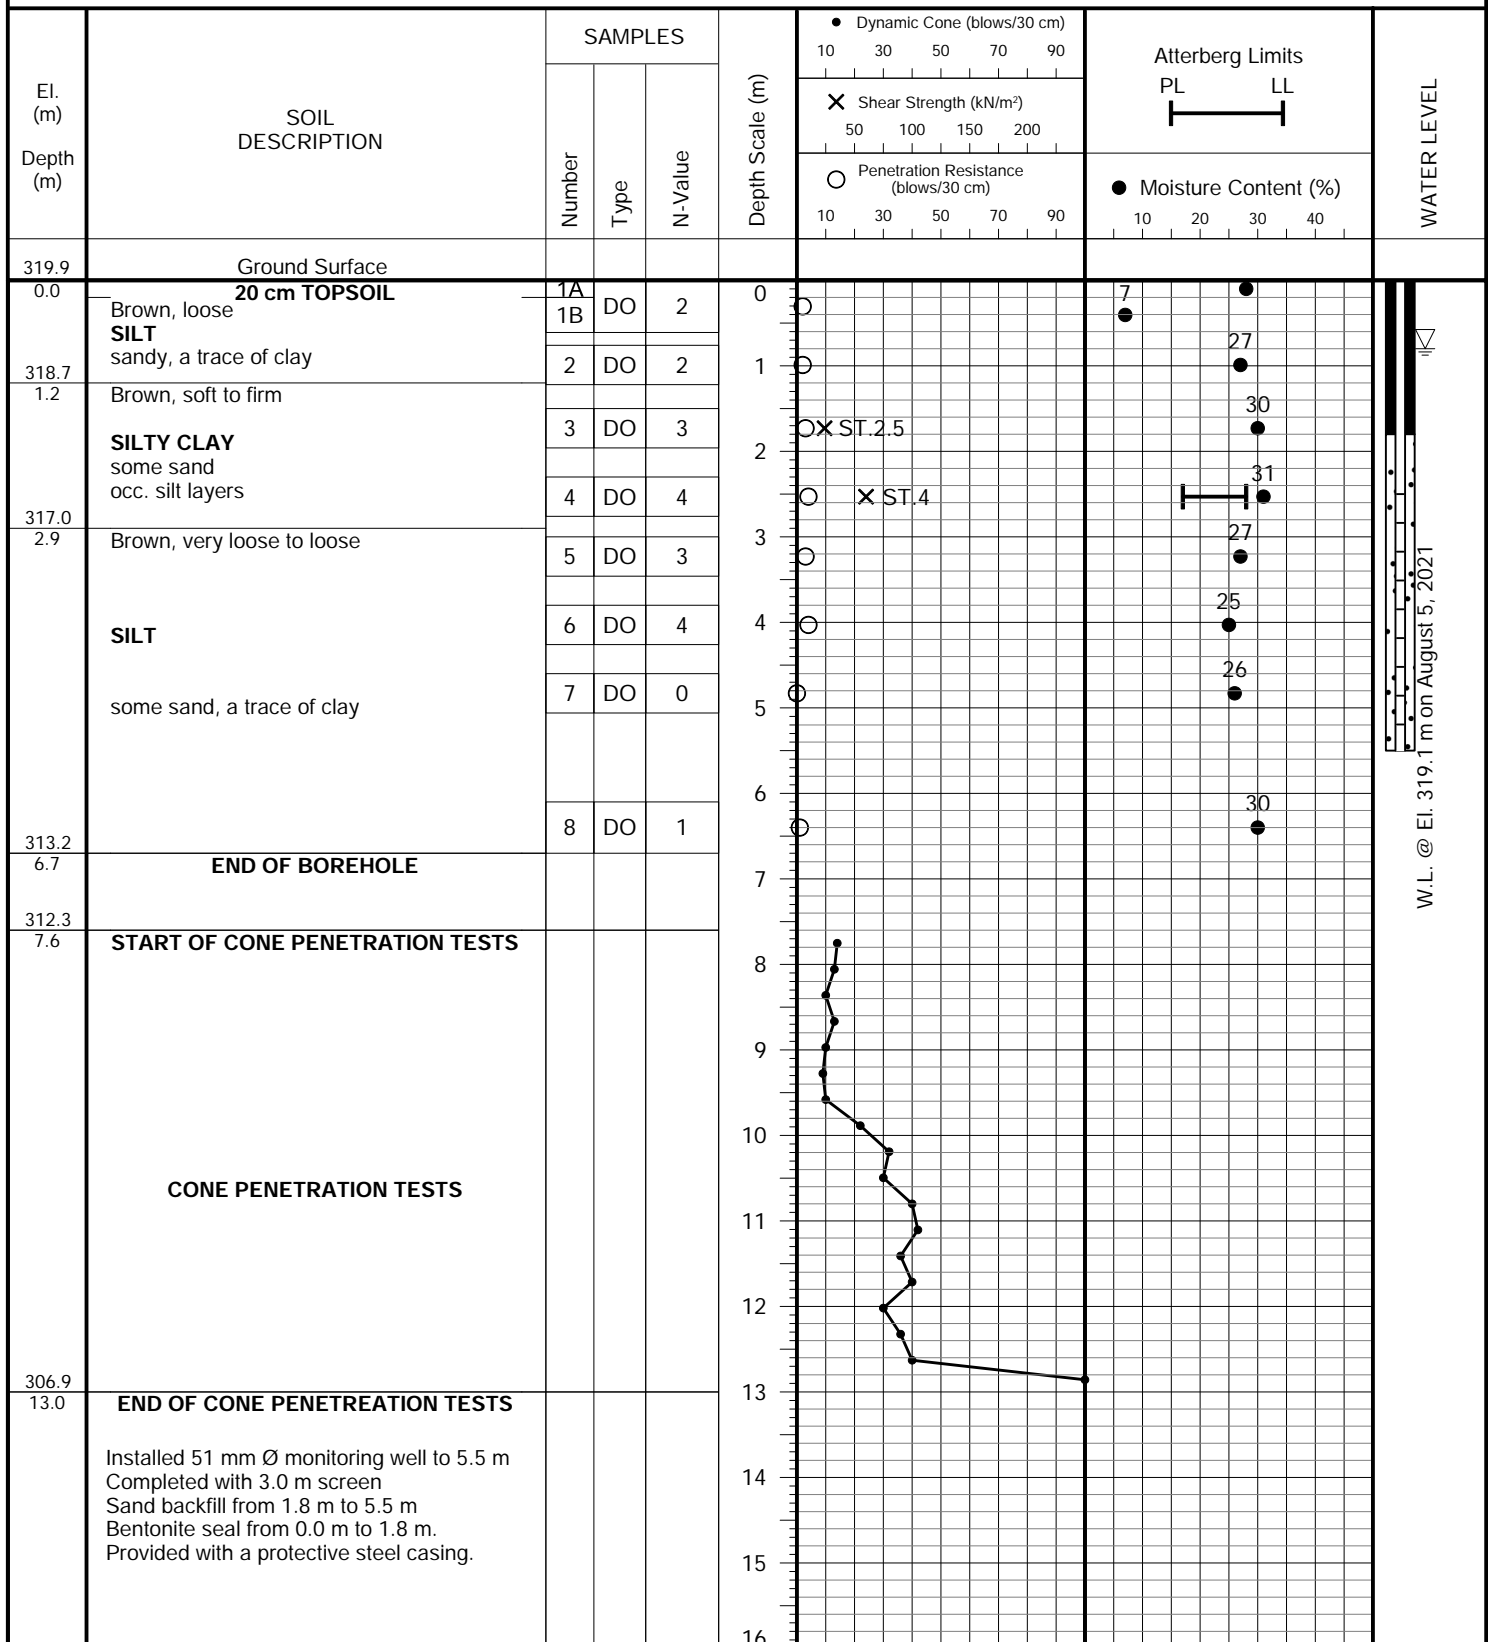 El.
(m)
Depth
(m)
SOIL
DESCRIPTION
SAMPLES
Number
Type
N-Value
Depth Scale (m)
Dynamic Cone (blows/30 cm)
10 30 50 70 90
Shear Strength (kN/m²)
50 100 150 200
Penetration Resistance
(blows/30 cm)
10 30 50 70 90
Atterberg Limits
PL LL
Moisture Content (%)
10 20 30 40
WATER LEVEL
319.9 Ground Surface
0.0 20 cm TOPSOIL 1A 0
Brown, loose 1B DO 2 7
SILT
sandy, a trace of clay 2 DO 2 1 27
318.7
1.2 Brown, soft to firm
SILTY CLAY 3 DO 3 ST.2.5 30
some sand 2
occ. silt layers 4 DO 4 ST.4 31
317.0
2.9 Brown, very loose to loose 3
5 DO 3 27
SILT 6 DO 4 4 25
some sand, a trace of clay 7 DO 0 5 26
6
8 DO 1 30
313.2
6.7 END OF BOREHOLE
7
312.3
7.6 START OF CONE PENETRATION TESTS
8
9
10
CONE PENETRATION TESTS
11
12
306.9
13.0 END OF CONE PENETREATION TESTS 13
Installed 51 mm Ø monitoring well to 5.5 m
Completed with 3.0 m screen 14
Sand backfill from 1.8 m to 5.5 m
Bentonite seal from 0.0 m to 1.8 m.
Provided with a protective steel casing.
15
16
W.L. @ El. 319.1 m on August 5, 2021